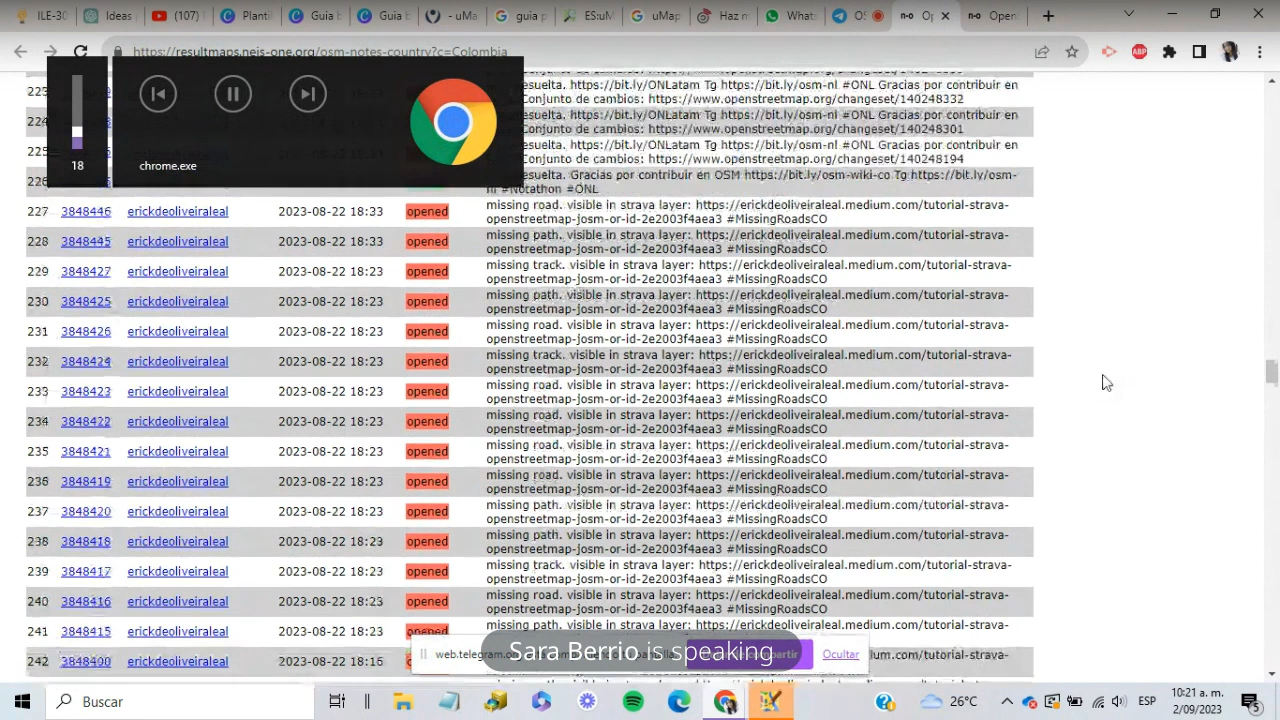 ILE-30
Ideas
(107)
Plantil
Guia b
Guia b
- uMa
guia p
ES:uM
uMap
Haz m
Whats
OS
Op
Open
https://resultmaps.neis-one.org/osm-notes-country?c=Colombia
esuelta. https://bit.ly/ONLatam Tg https://bit.ly/osm-nl #ONL Gracias por contribuir en
Conjunto de cambios: https://www.openstreetmap.org/changeset/140248332
esuelta. https://bit.ly/ONLatam Tg https://bit.ly/osm-nl #ONL Gracias por contribuir en
Conjunto de cambios: https://www.openstreetmap.org/changeset/140248301
esuelta. https://bit.ly/ONLatam Tg https://bit.ly/osm-nl #ONL Gracias por contribuir en
Conjunto de cambios: https://www.openstreetmap.org/changeset/140248194
esuelta. Gracias por contribuir en OSM https://bit.ly/osm-wiki-co Tg https://bit.ly/osm-
nl #Notathon #ONL
18
chrome.exe
227 3848446 erickdeoliveiraleal 2023-08-22 18:33 opened missing road. visible in strava layer: https://erickdeoliveiraleal.medium.com/tutorial-strava-
openstreetmap-josm-or-id-2e2003f4aea3 #MissingRoadsCO
228 3848445 erickdeoliveiraleal 2023-08-22 18:33 opened missing path. visible in strava layer: https://erickdeoliveiraleal.medium.com/tutorial-strava-
openstreetmap-josm-or-id-2e2003f4aea3 #MissingRoadsCO
229 3848427 erickdeoliveiraleal 2023-08-22 18:23 opened missing track. visible in strava layer: https://erickdeoliveiraleal.medium.com/tutorial-strava-
openstreetmap-josm-or-id-2e2003f4aea3 #MissingRoadsCO
230 3848425 erickdeoliveiraleal 2023-08-22 18:23 opened missing path. visible in strava layer: https://erickdeoliveiraleal.medium.com/tutorial-strava-
openstreetmap-josm-or-id-2e2003f4aea3 #MissingRoadsCO
231 3848426 erickdeoliveiraleal 2023-08-22 18:23 opened missing road. visible in strava layer: https://erickdeoliveiraleal.medium.com/tutorial-strava-
openstreetmap-josm-or-id-2e2003f4aea3 #MissingRoadsCO
232 3848424 erickdeoliveiraleal 2023-08-22 18:23 opened missing track. visible in strava layer: https://erickdeoliveiraleal.medium.com/tutorial-strava-
openstreetmap-josm-or-id-2e2003f4aea3 #MissingRoadsCO
233 3848423 erickdeoliveiraleal 2023-08-22 18:23 opened missing road. visible in strava layer: https://erickdeoliveiraleal.medium.com/tutorial-strava-
openstreetmap-josm-or-id-2e2003f4aea3 #MissingRoadsCO
234 3848422 erickdeoliveiraleal 2023-08-22 18:23 opened missing road. visible in strava layer: https://erickdeoliveiraleal.medium.com/tutorial-strava-
openstreetmap-josm-or-id-2e2003f4aea3 #MissingRoadsCO
235 3848421 erickdeoliveiraleal 2023-08-22 18:23 opened missing road. visible in strava layer: https://erickdeoliveiraleal.medium.com/tutorial-strava-
openstreetmap-josm-or-id-2e2003f4aea3 #MissingRoadsCO
236 3848419 erickdeoliveiraleal 2023-08-22 18:23 opened missing road. visible in strava layer: https://erickdeoliveiraleal.medium.com/tutorial-strava-
openstreetmap-josm-or-id-2e2003f4aea3 #MissingRoadsCO
237 3848420 erickdeoliveiraleal 2023-08-22 18:23 opened missing path. visible in strava layer: https://erickdeoliveiraleal.medium.com/tutorial-strava-
openstreetmap-josm-or-id-2e2003f4aea3 #MissingRoadsCO
238 3848418 erickdeoliveiraleal 2023-08-22 18:23 opened missing path. visible in strava layer: https://erickdeoliveiraleal.medium.com/tutorial-strava-
openstreetmap-josm-or-id-2e2003f4aea3 #MissingRoadsCO
239 3848417 erickdeoliveiraleal 2023-08-22 18:23 opened missing track. visible in strava layer: https://erickdeoliveiraleal.medium.com/tutorial-strava-
openstreetmap-josm-or-id-2e2003f4aea3 #MissingRoadsCO
240 3848416 erickdeoliveiraleal 2023-08-22 18:23 opened missing road. visible in strava layer: https://erickdeoliveiraleal.medium.com/tutorial-strava-
openstreetmap-josm-or-id-2e2003f4aea3 #MissingRoadsCO
241 3848415 erickdeoliveiraleal 2023-08-22 18:23 opened missing path. visible in strava layer: https://erickdeoliveiraleal.medium.com/tutorial-strava-
242 3848400 erickdeoliveiraleal 2023-08-22 18:16
web.telegram.org
Ocultar
Sara Berrio is speaking
Buscar
26°C
ESP
10:21 a. m.
2/09/2023
5